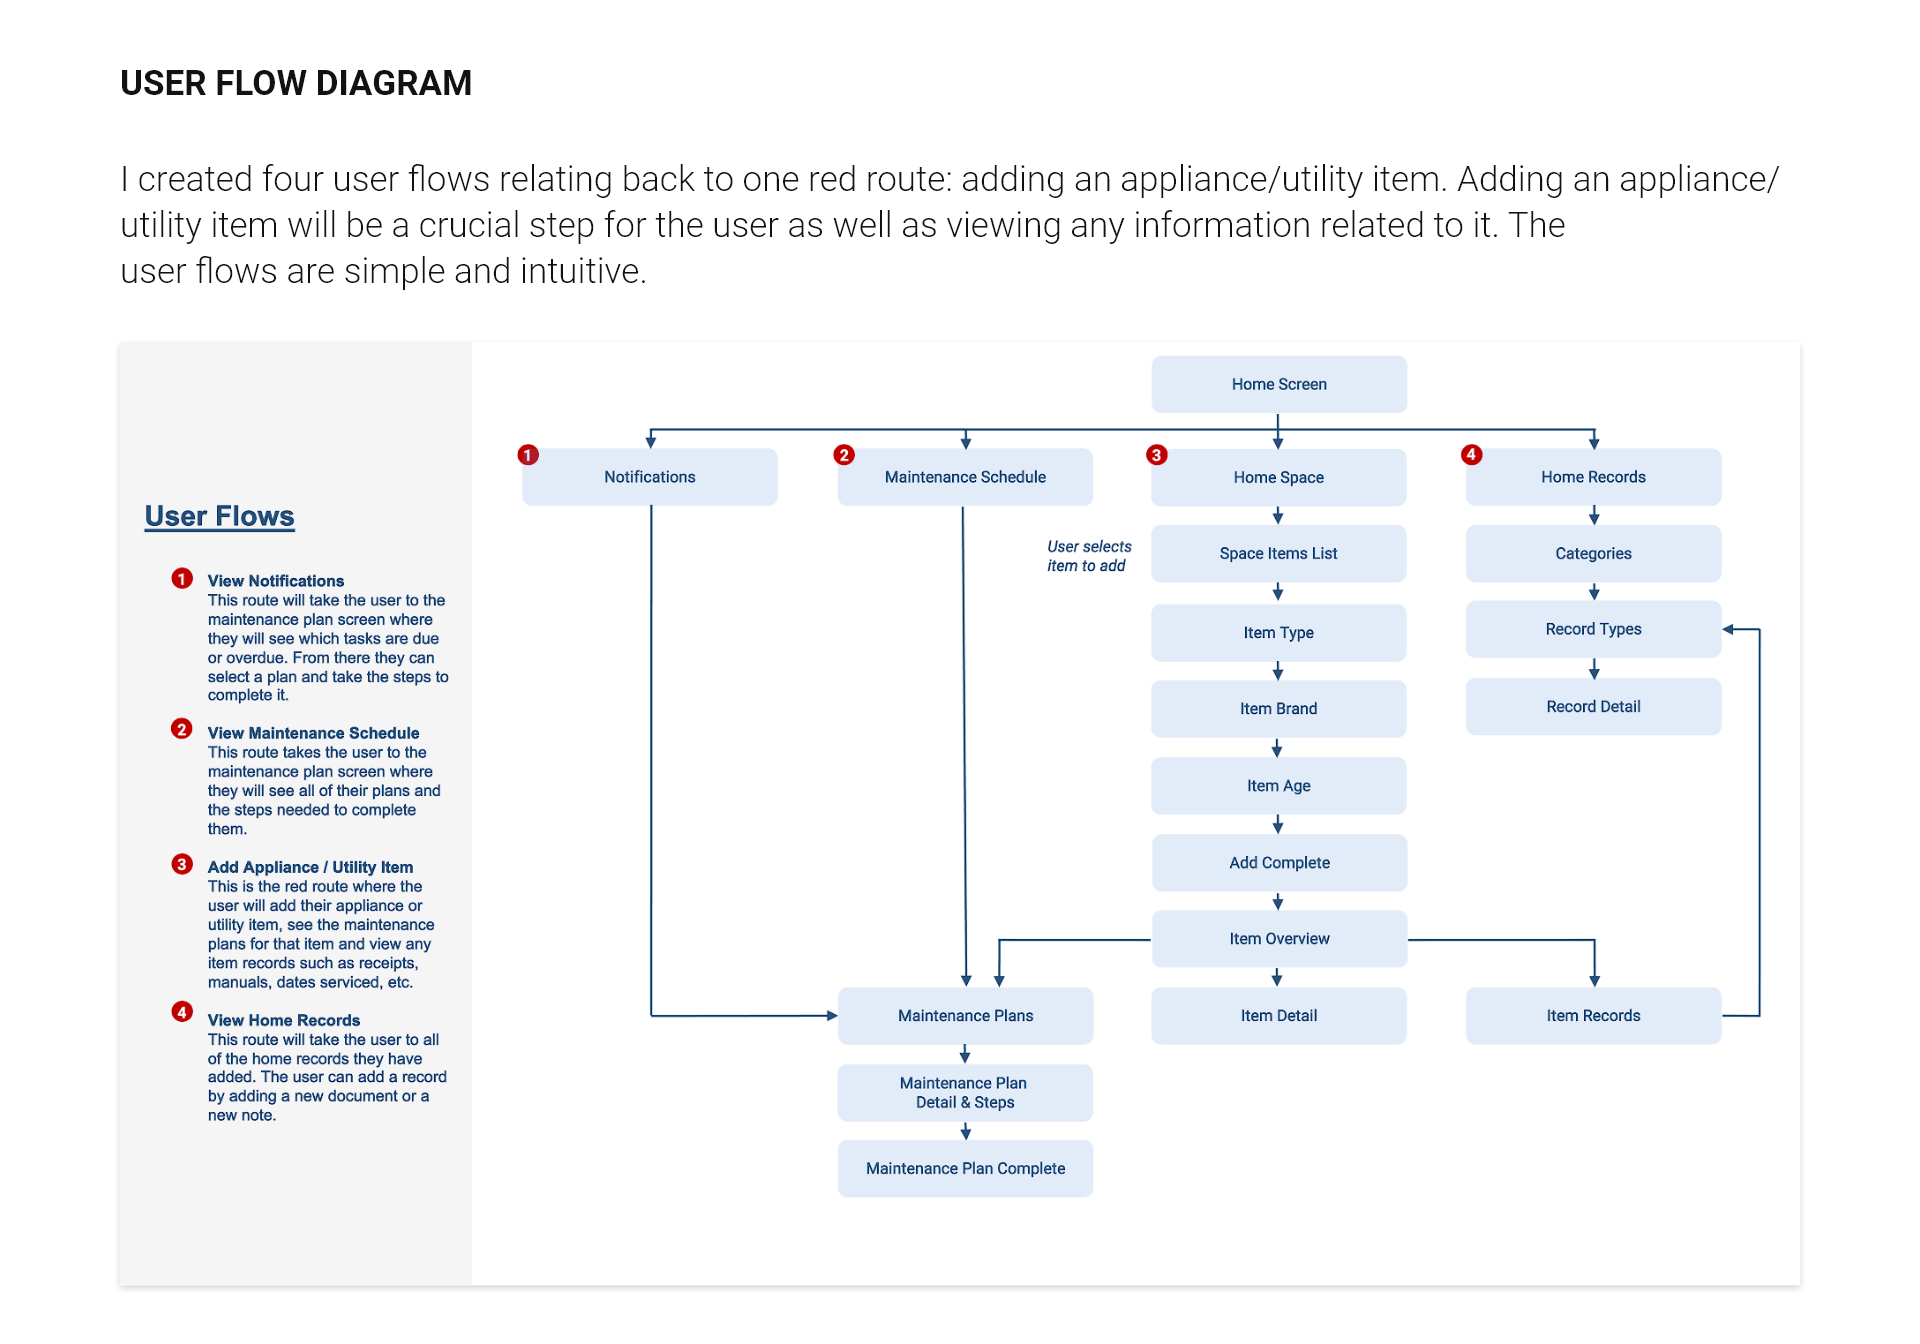 USER FLOW DIAGRAM
I created four user flows relating back to one red route: adding an appliance/utility item. Adding an appliance/
utility item will be a crucial step for the user as well as viewing any information related to it. The
user flows are simple and intuitive.
User Flows
1 View Notifications
This route will take the user to the
maintenance plan screen where
they will see which tasks are due
or overdue. From there they can
select a plan and take the steps to
complete it.
2 View Maintenance Schedule
This route takes the user to the
maintenance plan screen where
they will see all of their plans and
the steps needed to complete
them.
3 Add Appliance / Utility Item
This is the red route where the
user will add their appliance or
utility item, see the maintenance
plans for that item and view any
item records such as receipts,
manuals, dates serviced, etc.
4 View Home Records
This route will take the user to all
of the home records they have
added. The user can add a record
by adding a new document or a
new note.
Home Screen
1 Notifications
2 Maintenance Schedule
3 Home Space
4 Home Records
User selects
item to add
Space Items List
Categories
Item Type
Record Types
Item Brand
Record Detail
Item Age
Add Complete
Item Overview
Maintenance Plans
Item Detail
Item Records
Maintenance Plan
Detail & Steps
Maintenance Plan Complete